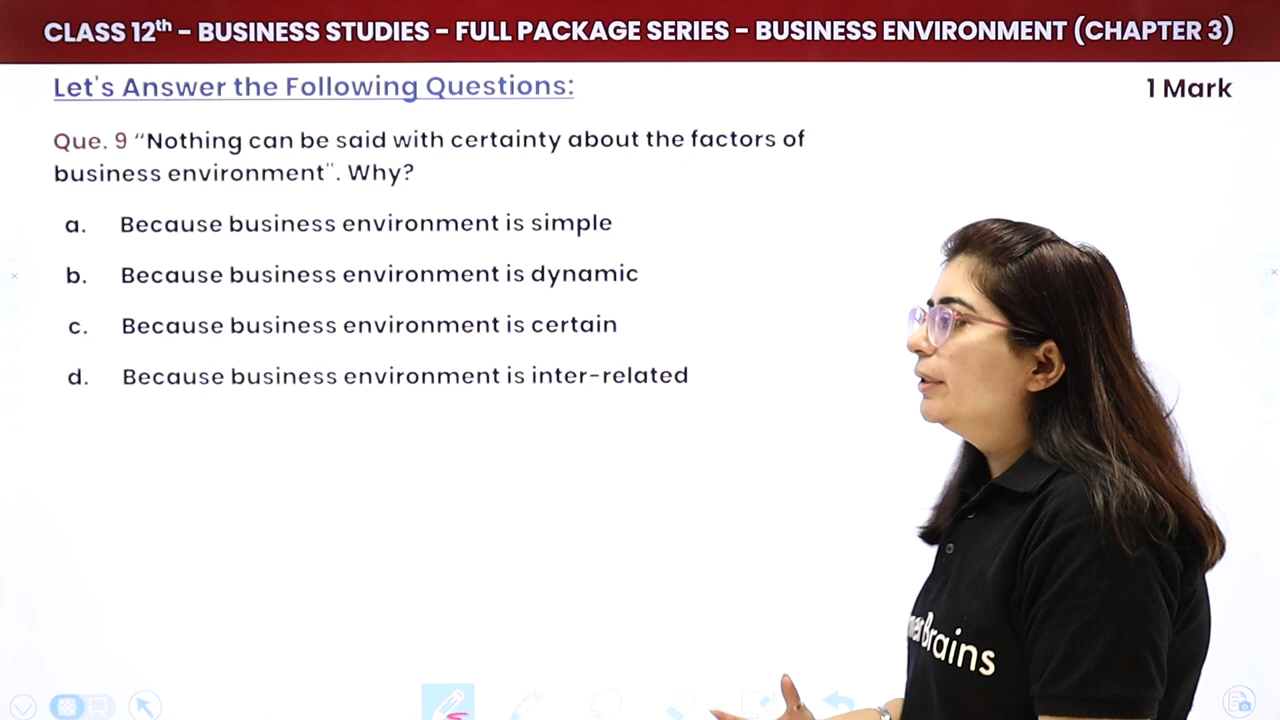 CLASS 12th – BUSINESS STUDIES – FULL PACKAGE SERIES – BUSINESS ENVIRONMENT (CHAPTER 3)
Let's Answer the Following Questions:
1 Mark
Que. 9 “Nothing can be said with certainty about the factors of
business environment”. Why?
a. Because business environment is simple
b. Because business environment is dynamic
c. Because business environment is certain
d. Because business environment is inter-related
Brains